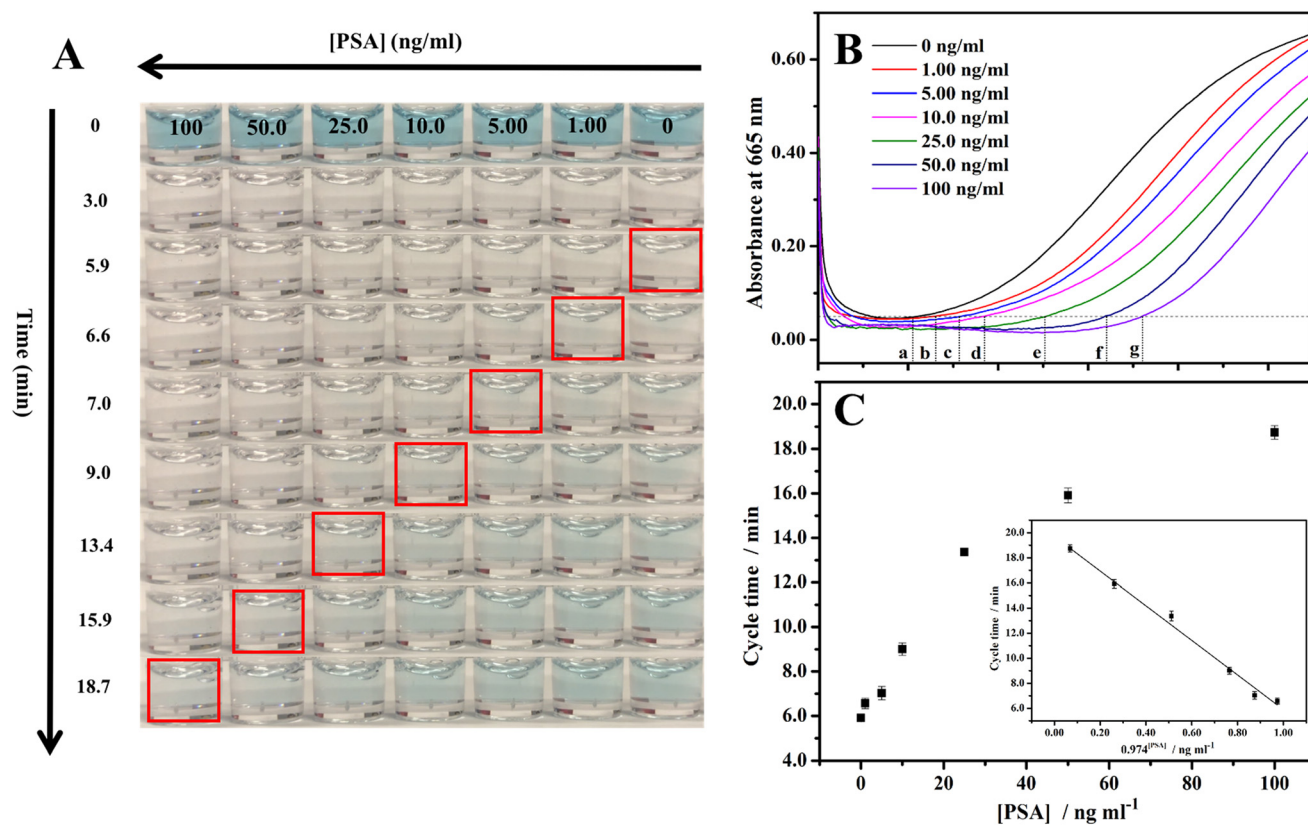 A
[PSA] (ng/ml)
0
100 50.0 25.0 10.0 5.00 1.00 0
3.0
5.9
6.6
7.0
9.0
13.4
15.9
18.7
Time (min)
B
0 ng/ml
1.00 ng/ml
5.00 ng/ml
10.0 ng/ml
25.0 ng/ml
50.0 ng/ml
100 ng/ml
Absorbance at 665 nm
0.60
0.40
0.20
0.00
a b c d e f g
C
Cycle time / min
20.0
18.0
16.0
14.0
12.0
10.0
8.0
6.0
4.0
0 20 40 60 80 100
[PSA] / ng ml⁻¹
Cycle time / min
20.0
18.0
16.0
14.0
12.0
10.0
8.0
6.0
0.00 0.20 0.40 0.60 0.80 1.00
0.974^[PSA] / ng ml⁻¹